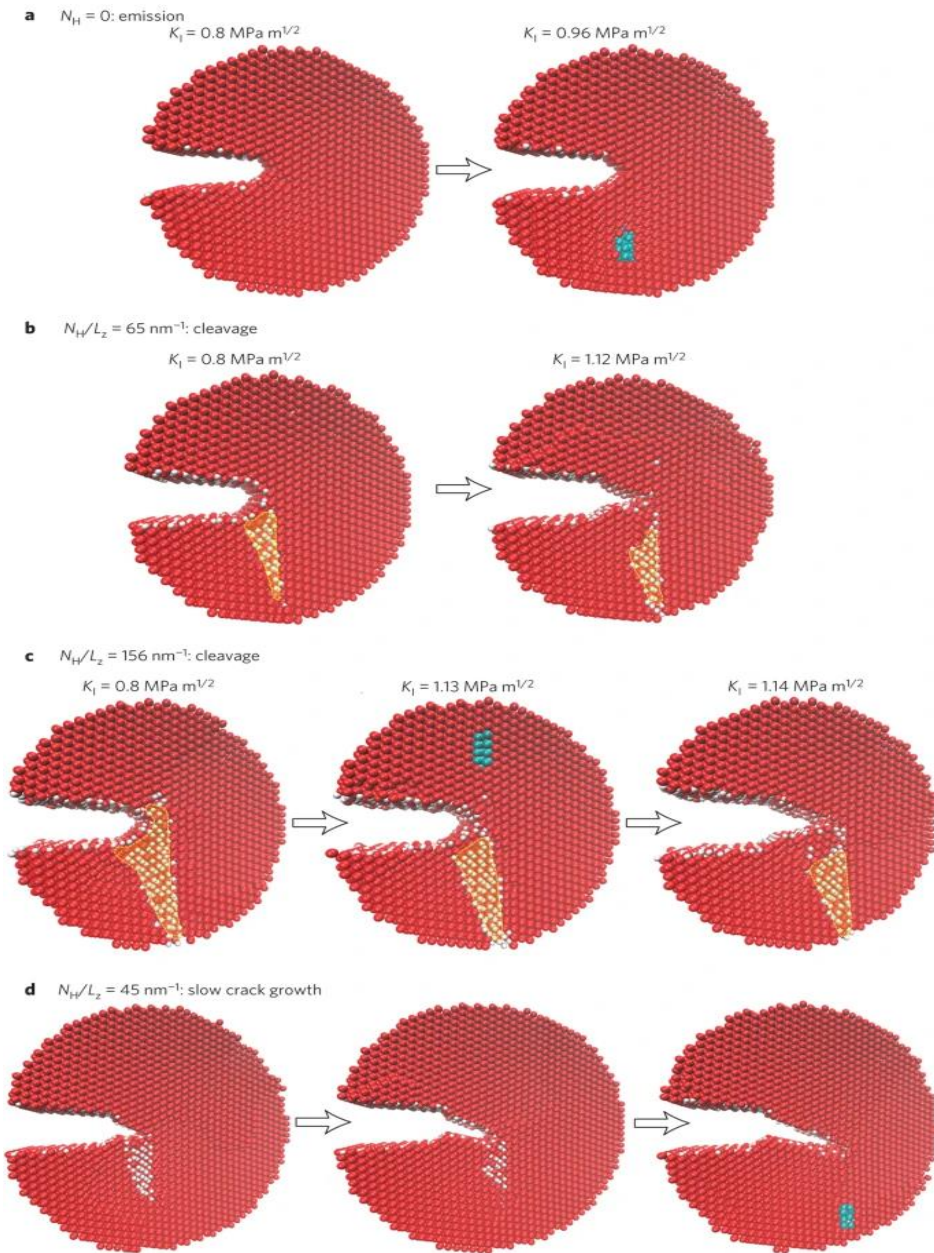 a N_H = 0: emission
K_I = 0.8 MPa m^1/2 K_I = 0.96 MPa m^1/2
b N_H/L_z = 65 nm^−1: cleavage
K_I = 0.8 MPa m^1/2 K_I = 1.12 MPa m^1/2
c N_H/L_z = 156 nm^−1: cleavage
K_I = 0.8 MPa m^1/2 K_I = 1.13 MPa m^1/2 K_I = 1.14 MPa m^1/2
d N_H/L_z = 45 nm^−1: slow crack growth